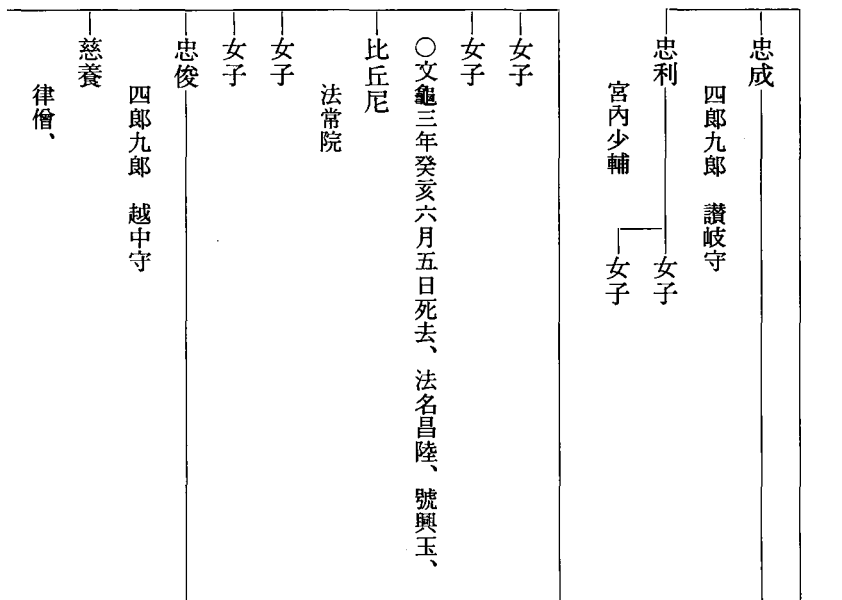 忠成
四郎九郎　讃岐守
忠利
宮內少輔
女子
女子
女子
女子
〇文龜三年癸亥六月五日死去、法名昌陸、號興玉、
比丘尼
法常院
女子
女子
忠俊
四郎九郎　越中守
慈養
律僧、